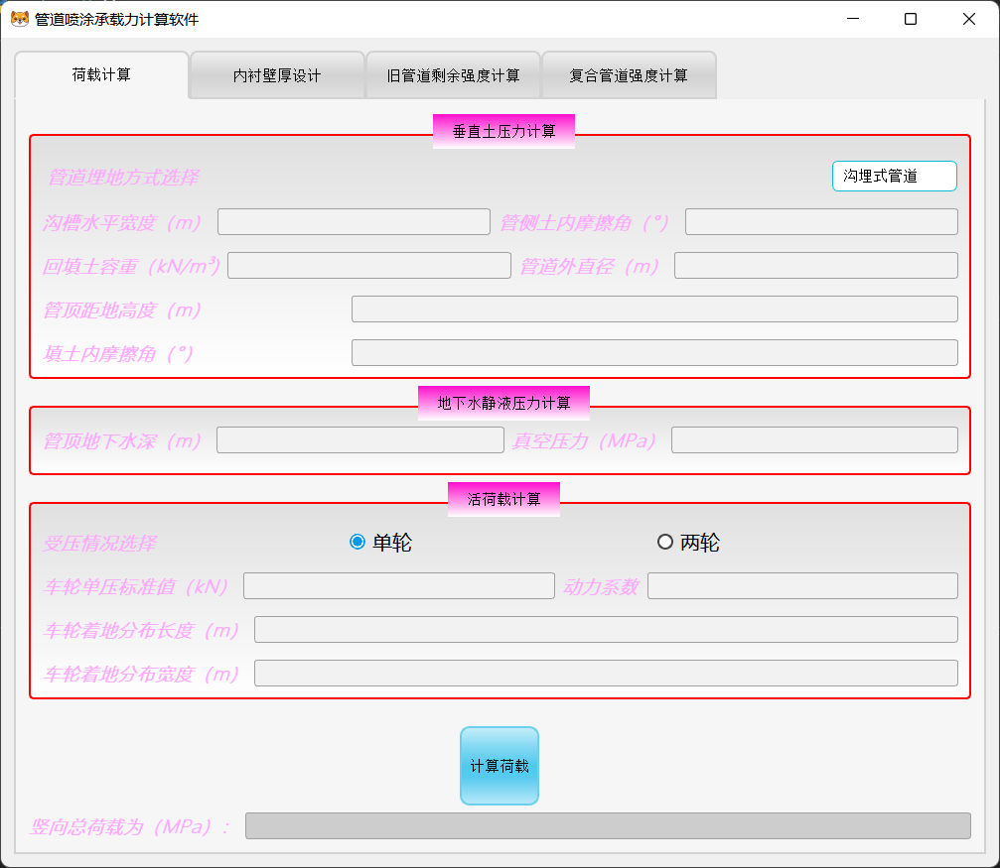 管道喷涂承载力计算软件
荷载计算 内衬壁厚设计 旧管道剩余强度计算 复合管道强度计算
垂直土压力计算
管道埋地方式选择 沟埋式管道
沟槽水平宽度（m） 管侧土内摩擦角（°）
回填土容重（kN/m³） 管道外直径（m）
管顶距地高度（m）
填土内摩擦角（°）
地下水静液压力计算
管顶地下水深（m） 真空压力（MPa）
活荷载计算
受压情况选择 单轮 两轮
车轮单压标准值（kN） 动力系数
车轮着地分布长度（m）
车轮着地分布宽度（m）
计算荷载
竖向总荷载为（MPa）：